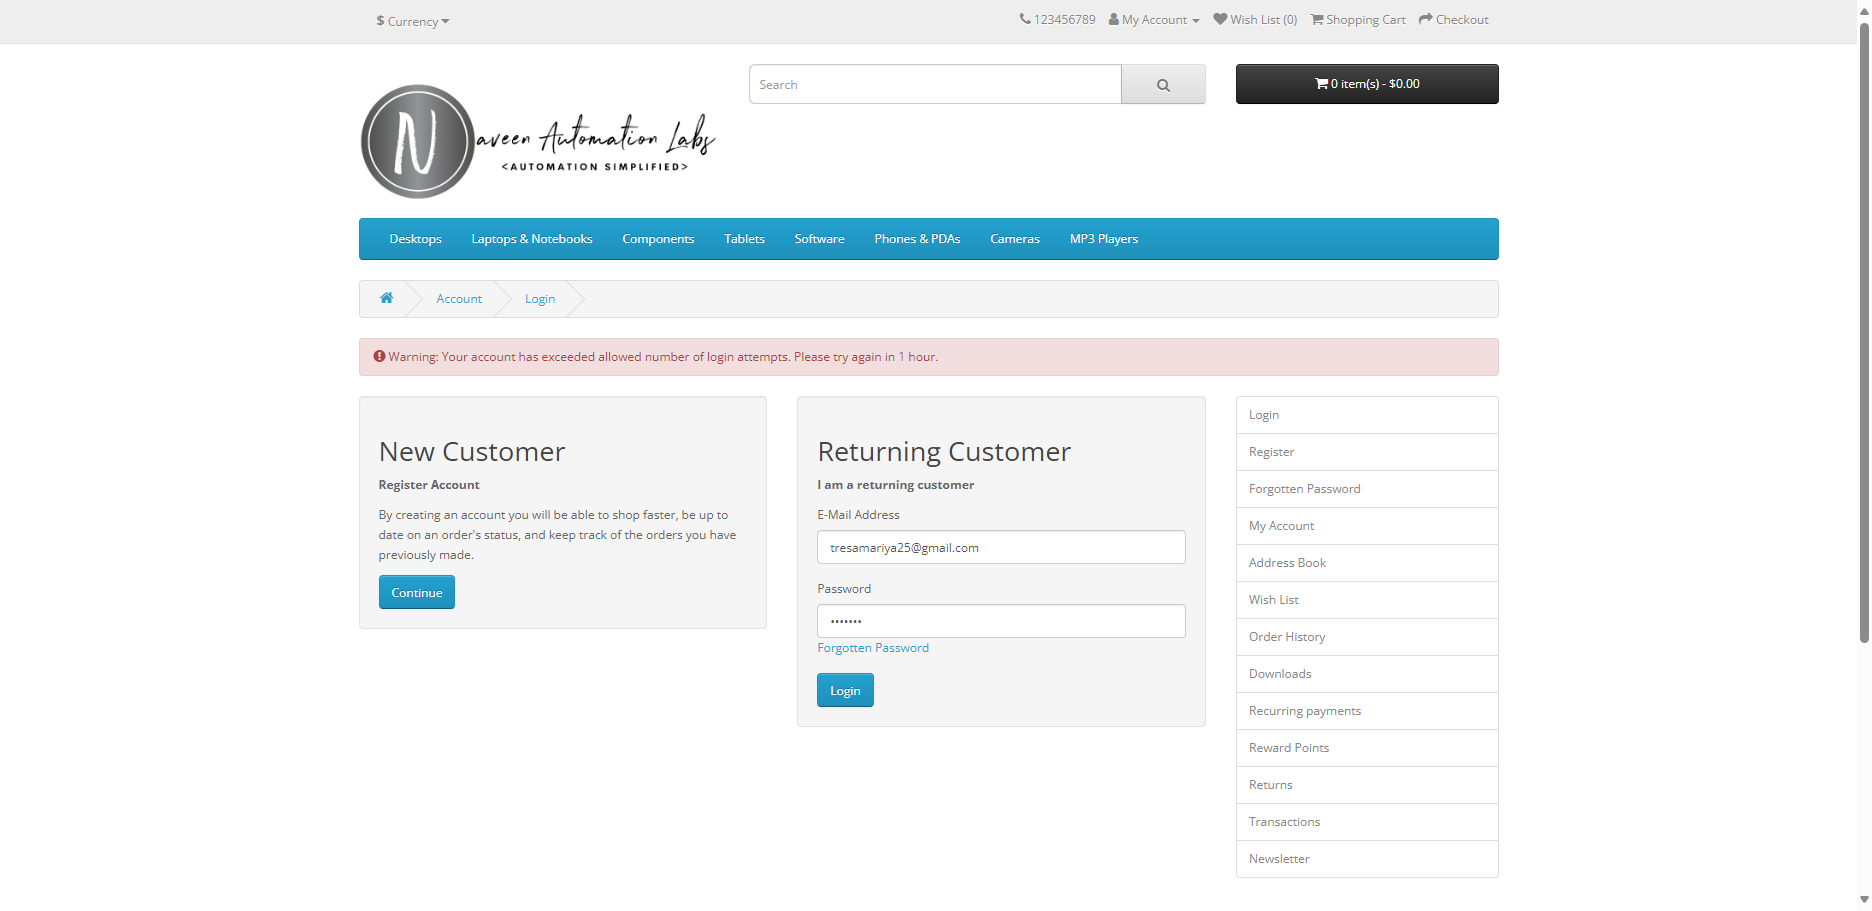 $ Currency
123456789 My Account Wish List (0) Shopping Cart Checkout
Search
0 item(s) - $0.00
N
aveen Automation Labs
<AUTOMATION SIMPLIFIED>
Desktops Laptops & Notebooks Components Tablets Software Phones & PDAs Cameras MP3 Players
Account Login
Warning: Your account has exceeded allowed number of login attempts. Please try again in 1 hour.
New Customer
Register Account
By creating an account you will be able to shop faster, be up to
date on an order's status, and keep track of the orders you have
previously made.
Continue
Returning Customer
I am a returning customer
E-Mail Address
tresamariya25@gmail.com
Password
•••••••
Forgotten Password
Login
Login
Register
Forgotten Password
My Account
Address Book
Wish List
Order History
Downloads
Recurring payments
Reward Points
Returns
Transactions
Newsletter